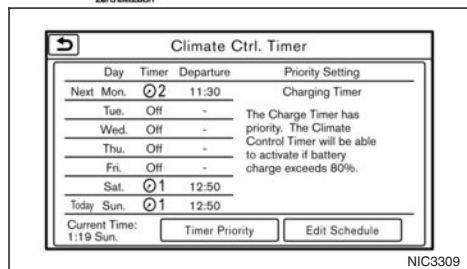 zero emission
Climate Ctrl. Timer
Day Timer Departure Priority Setting
Next Mon. 2 11:30 Charging Timer
Tue. Off -
Wed. Off -
Thu. Off -
Fri. Off -
Sat. 1 12:50
Today Sun. 1 12:50
The Charge Timer has
priority. The Climate
Control Timer will be able
to activate if battery
charge exceeds 80%.
Current Time:
1:19 Sun.
Timer Priority Edit Schedule
NIC3309